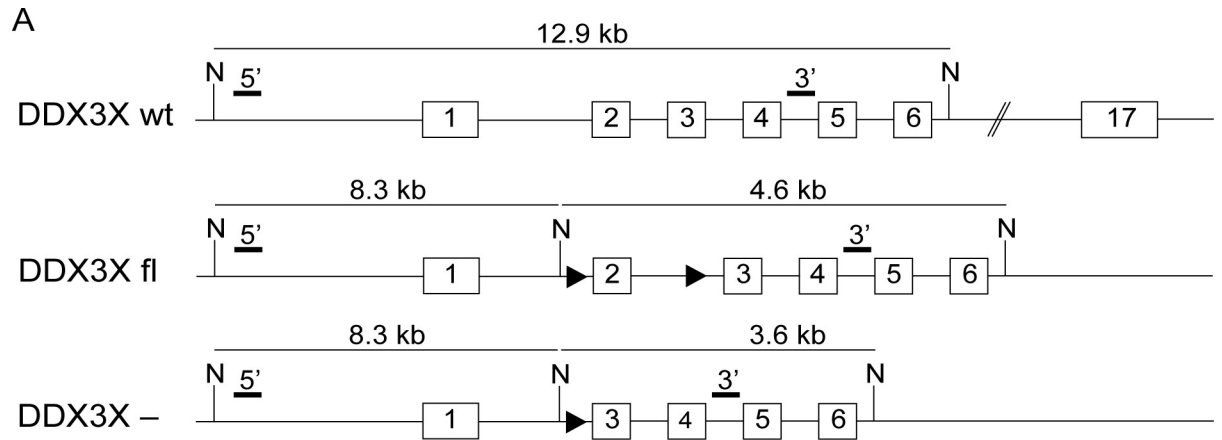 A
12.9 kb
N 5’ 3’ N
DDX3X wt 1 2 3 4 5 6 17
8.3 kb 4.6 kb
N 5’ N 3’ N
DDX3X fl 1 2 3 4 5 6
8.3 kb 3.6 kb
N 5’ N 3’ N
DDX3X – 1 3 4 5 6